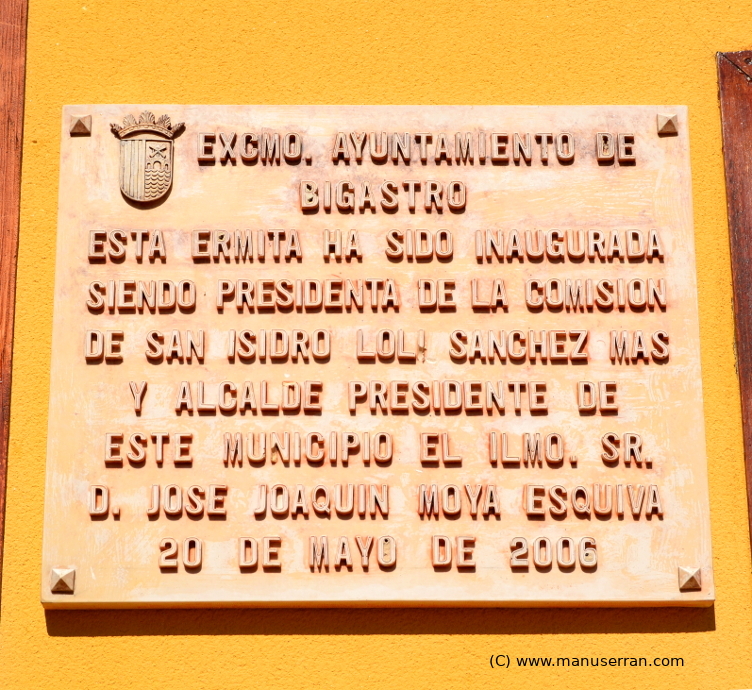 EXCMO. AYUNTAMIENTO DE
BIGASTRO
ESTA ERMITA HA SIDO INAUGURADA
SIENDO PRESIDENTA DE LA COMISION
DE SAN ISIDRO LOLI SANCHEZ MAS
Y ALCALDE PRESIDENTE DE
ESTE MUNICIPIO EL ILMO. SR.
D. JOSE JOAQUIN MOYA ESQUIVA
20 DE MAYO DE 2006
(C) www.manuserran.com